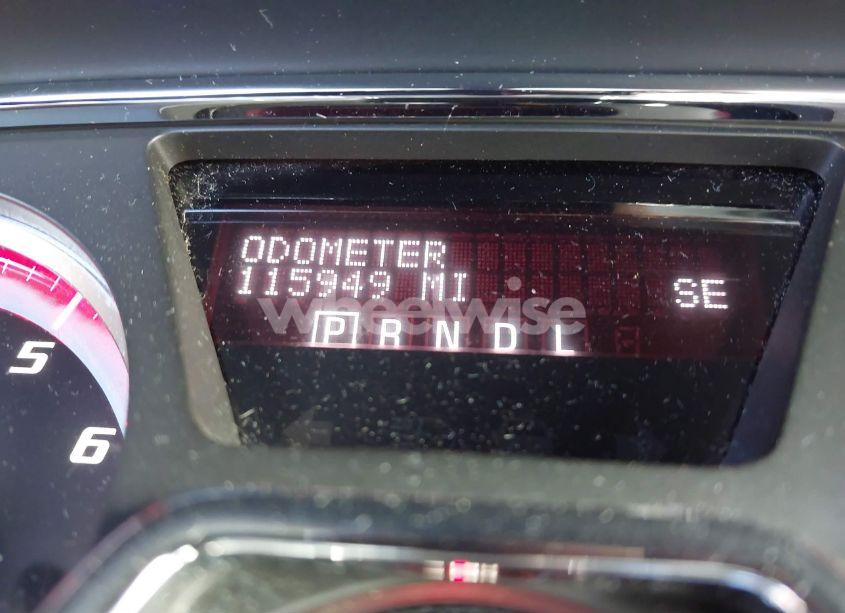 ODOMETER
115949 MI
SE
wheelwise
P R N D L
5
6